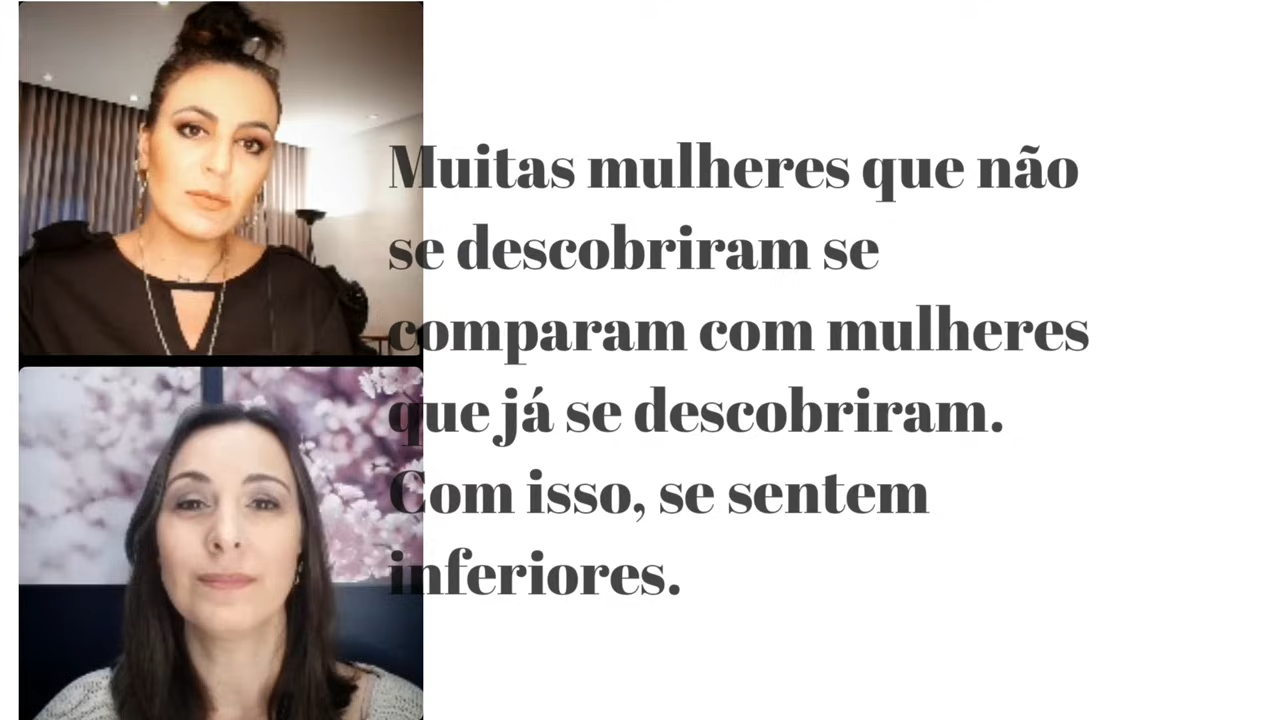 Muitas mulheres que não
se descobriram se
comparam com mulheres
que já se descobriram.
Com isso, se sentem
inferiores.